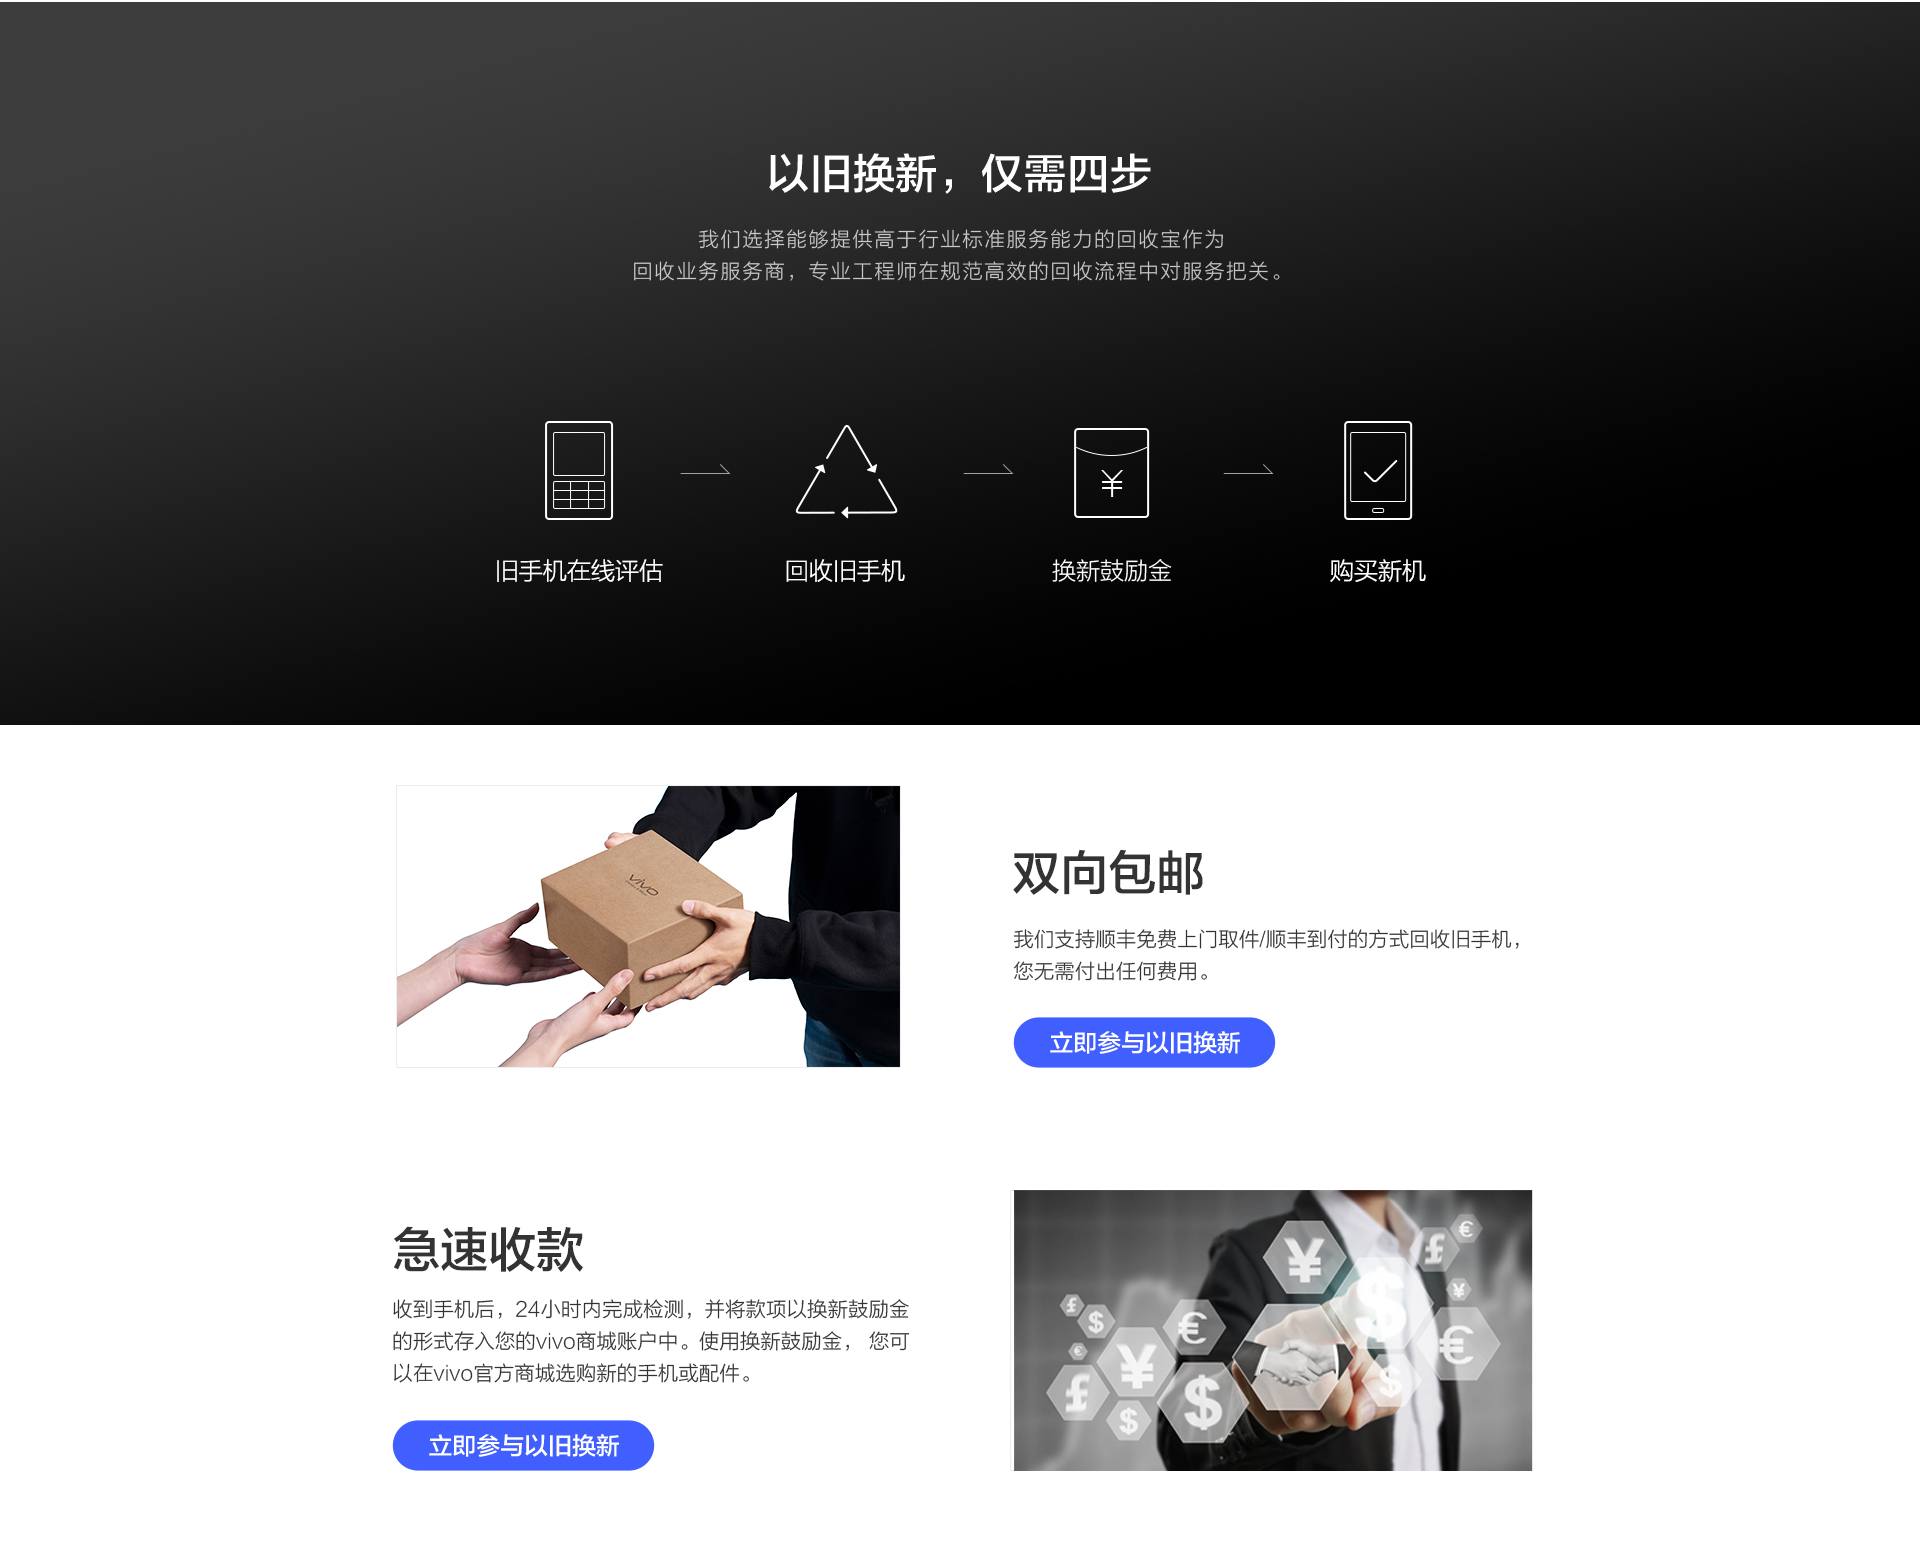 以旧换新，仅需四步
我们选择能够提供高于行业标准服务能力的回收宝作为
回收业务服务商，专业工程师在规范高效的回收流程中对服务把关。
¥
旧手机在线评估
回收旧手机
换新鼓励金
购买新机
vivo
双向包邮
我们支持顺丰免费上门取件/顺丰到付的方式回收旧手机，
您无需付出任何费用。
立即参与以旧换新
急速收款
收到手机后，24小时内完成检测，并将款项以换新鼓励金
的形式存入您的vivo商城账户中。使用换新鼓励金， 您可
以在vivo官方商城选购新的手机或配件。
立即参与以旧换新